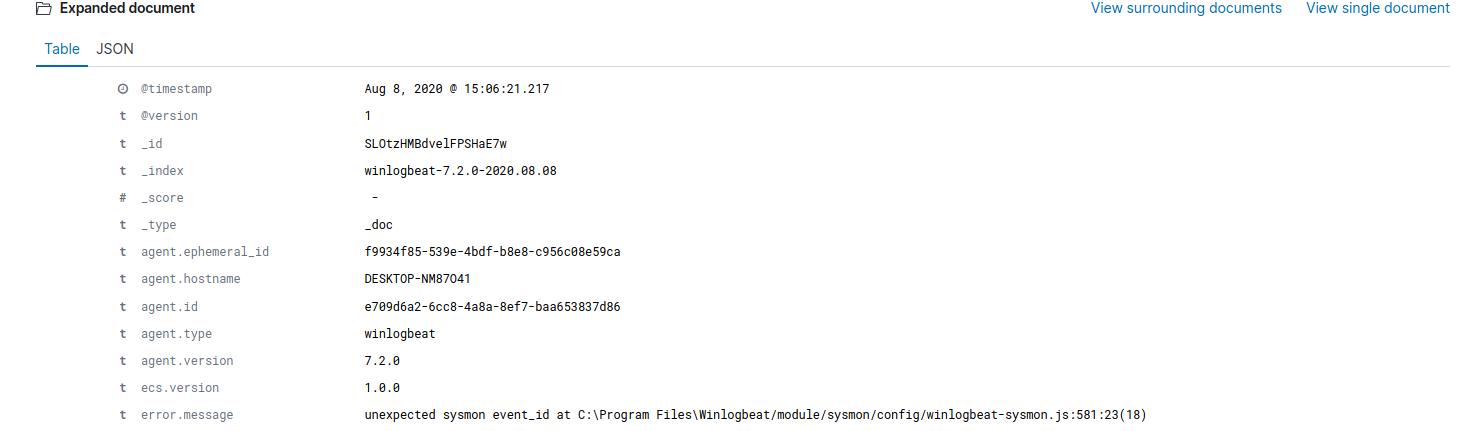 Expanded document View surrounding documents View single document
Table JSON
@timestamp Aug 8, 2020 @ 15:06:21.217
t @version 1
t _id SLOtzHMBdvelFPSHaE7w
t _index winlogbeat-7.2.0-2020.08.08
# _score -
t _type _doc
t agent.ephemeral_id f9934f85-539e-4bdf-b8e8-c956c08e59ca
t agent.hostname DESKTOP-NM87O41
t agent.id e709d6a2-6cc8-4a8a-8ef7-baa653837d86
t agent.type winlogbeat
t agent.version 7.2.0
t ecs.version 1.0.0
t error.message unexpected sysmon event_id at C:\Program Files\Winlogbeat/module/sysmon/config/winlogbeat-sysmon.js:581:23(18)